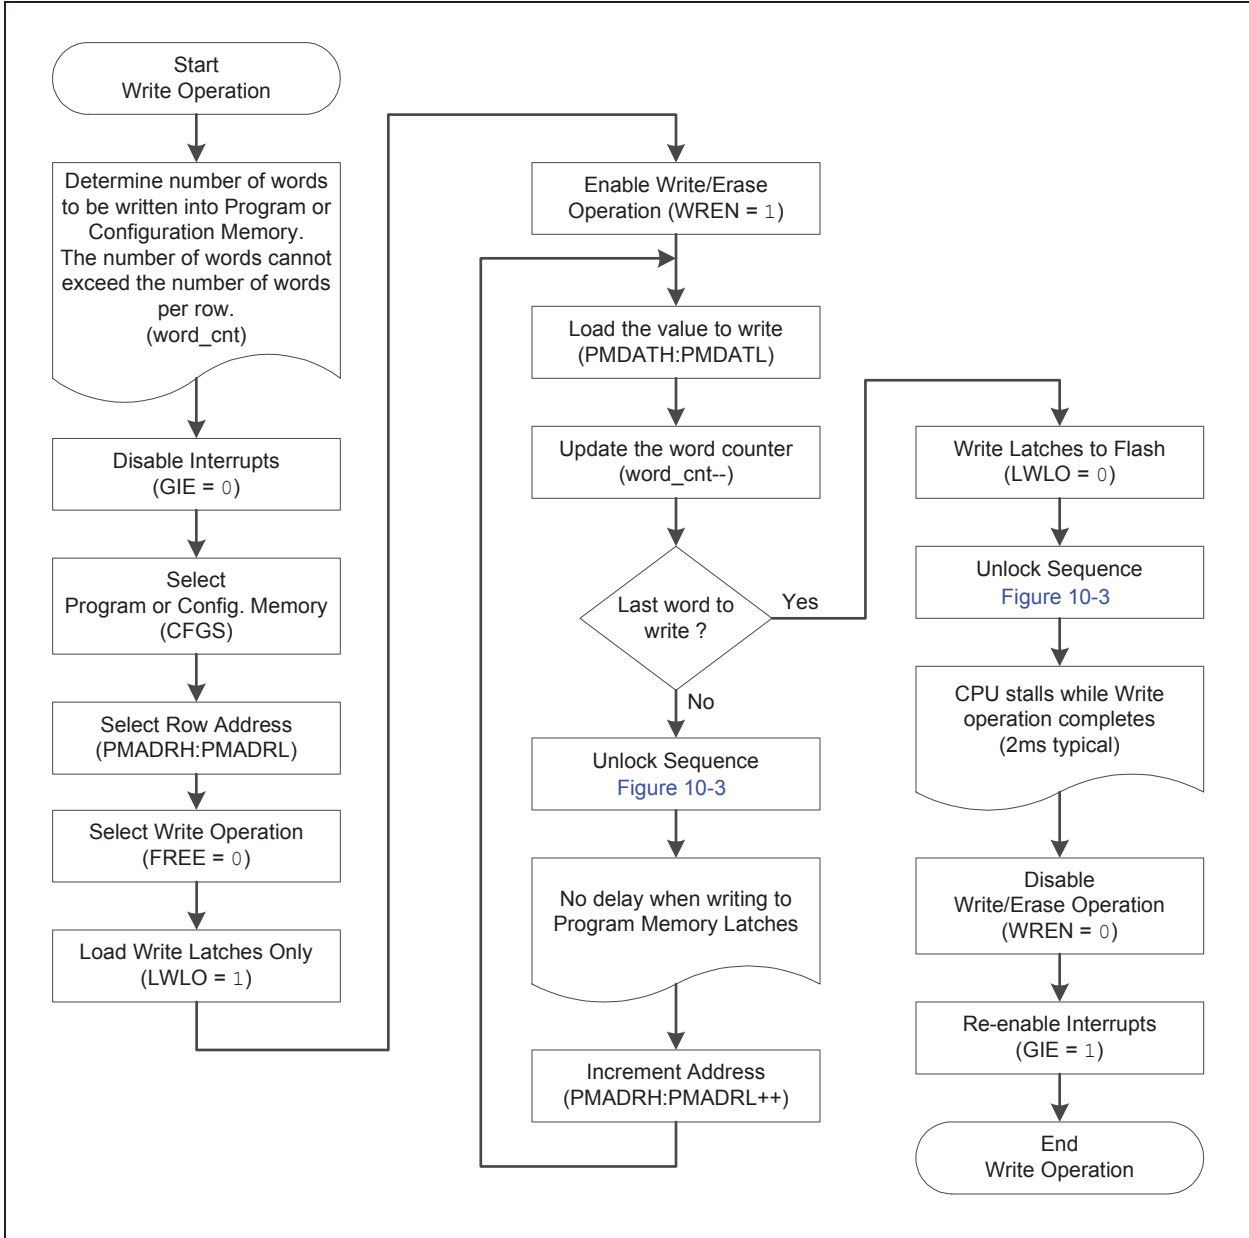 Start
Write Operation
Determine number of words
to be written into Program or
Configuration Memory.
The number of words cannot
exceed the number of words
per row.
(word_cnt)
Disable Interrupts
(GIE = 0)
Select
Program or Config. Memory
(CFGS)
Select Row Address
(PMADRH:PMADRL)
Select Write Operation
(FREE = 0)
Load Write Latches Only
(LWLO = 1)
Enable Write/Erase
Operation (WREN = 1)
Load the value to write
(PMDATH:PMDATL)
Update the word counter
(word_cnt--)
Last word to
write ?
Yes
No
Unlock Sequence
Figure 10-3
No delay when writing to
Program Memory Latches
Increment Address
(PMADRH:PMADRL++)
Write Latches to Flash
(LWLO = 0)
Unlock Sequence
Figure 10-3
CPU stalls while Write
operation completes
(2ms typical)
Disable
Write/Erase Operation
(WREN = 0)
Re-enable Interrupts
(GIE = 1)
End
Write Operation